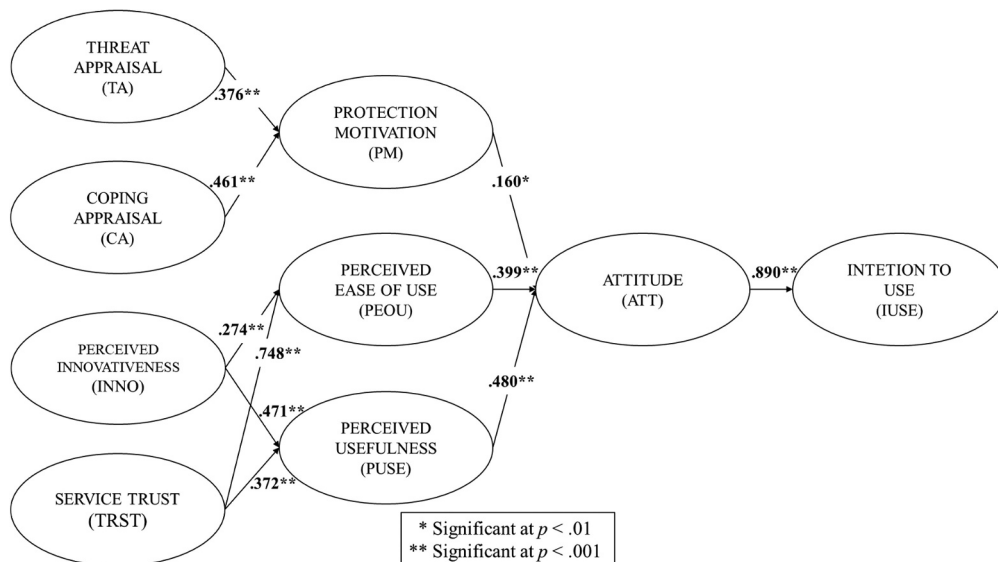 THREAT
APPRAISAL
(TA)
.376**
PROTECTION
MOTIVATION
(PM)
.461**
COPING
APPRAISAL
(CA)
.160*
PERCEIVED
EASE OF USE
(PEOU)
.399**
ATTITUDE
(ATT)
.890**
INTETION TO
USE
(IUSE)
.274**
.748**
PERCEIVED
INNOVATIVENESS
(INNO)
.480**
.471**
PERCEIVED
USEFULNESS
(PUSE)
.372**
SERVICE TRUST
(TRST)
* Significant at p < .01
** Significant at p < .001